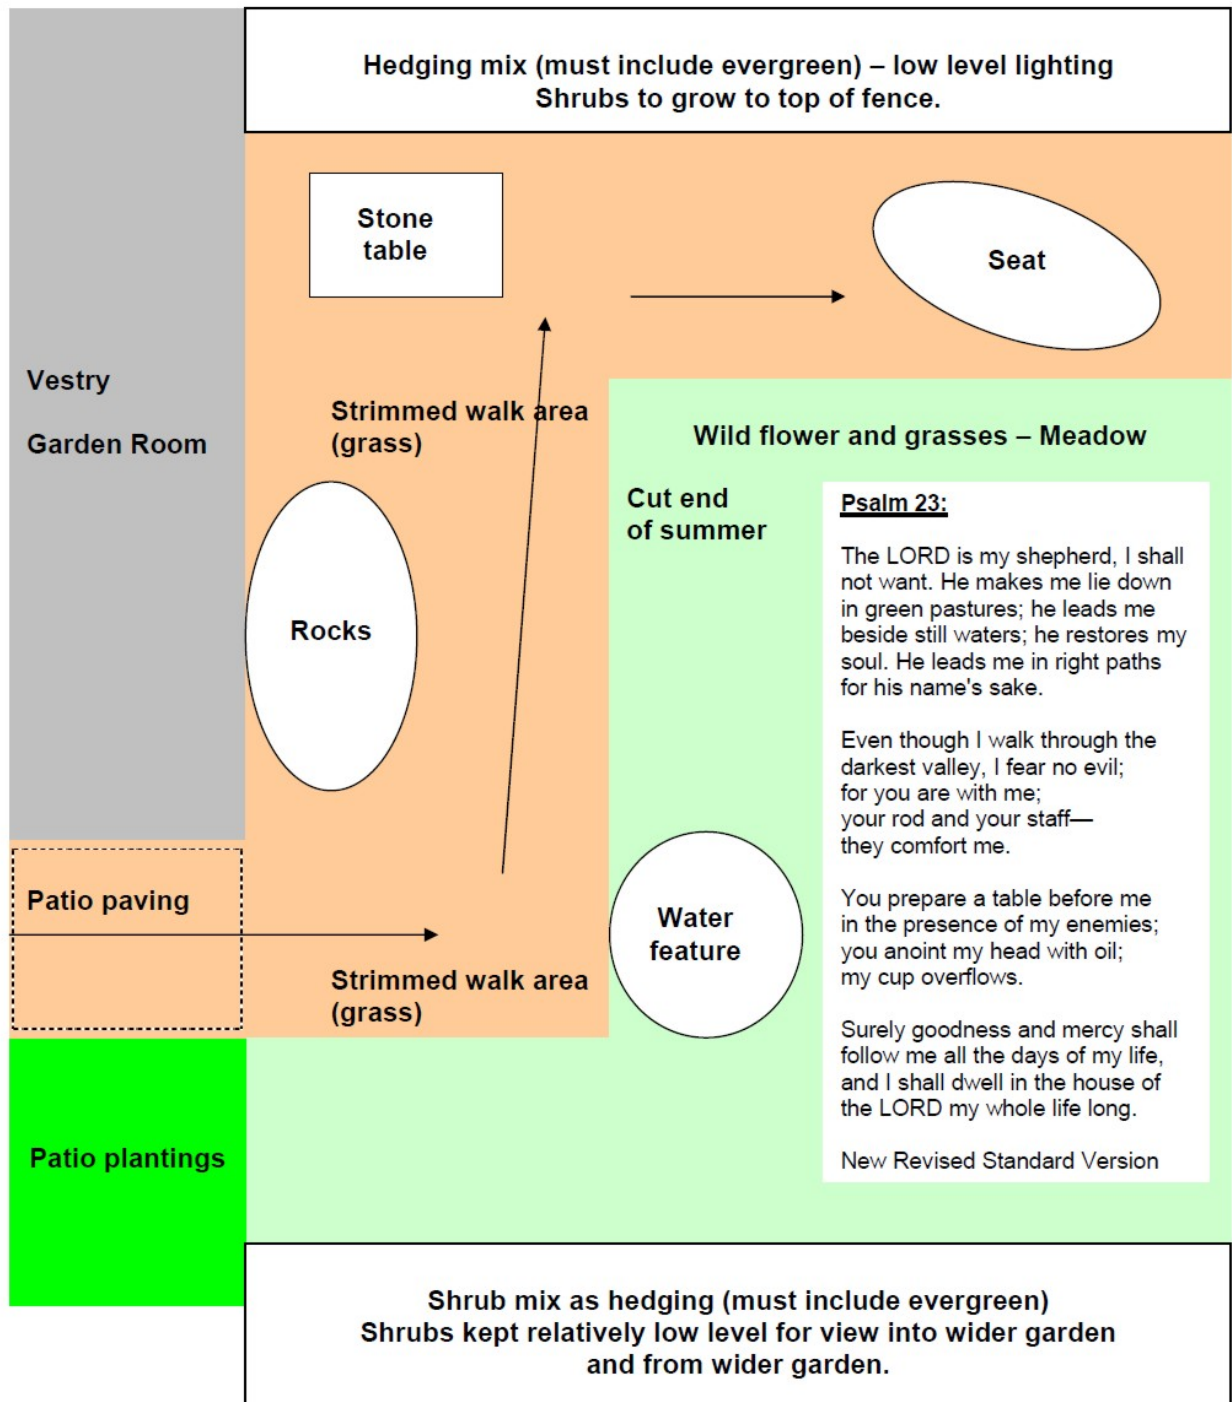 Hedging mix (must include evergreen) – low level lighting
Shrubs to grow to top of fence.
Stone
table
Seat
Vestry
Garden Room
Strimmed walk area
(grass)
Wild flower and grasses – Meadow
Cut end
of summer
Rocks
Psalm 23:
The LORD is my shepherd, I shall
not want. He makes me lie down
in green pastures; he leads me
beside still waters; he restores my
soul. He leads me in right paths
for his name's sake.
Even though I walk through the
darkest valley, I fear no evil;
for you are with me;
your rod and your staff—
they comfort me.
You prepare a table before me
in the presence of my enemies;
you anoint my head with oil;
my cup overflows.
Surely goodness and mercy shall
follow me all the days of my life,
and I shall dwell in the house of
the LORD my whole life long.
New Revised Standard Version
Patio paving
Water
feature
Strimmed walk area
(grass)
Patio plantings
Shrub mix as hedging (must include evergreen)
Shrubs kept relatively low level for view into wider garden
and from wider garden.